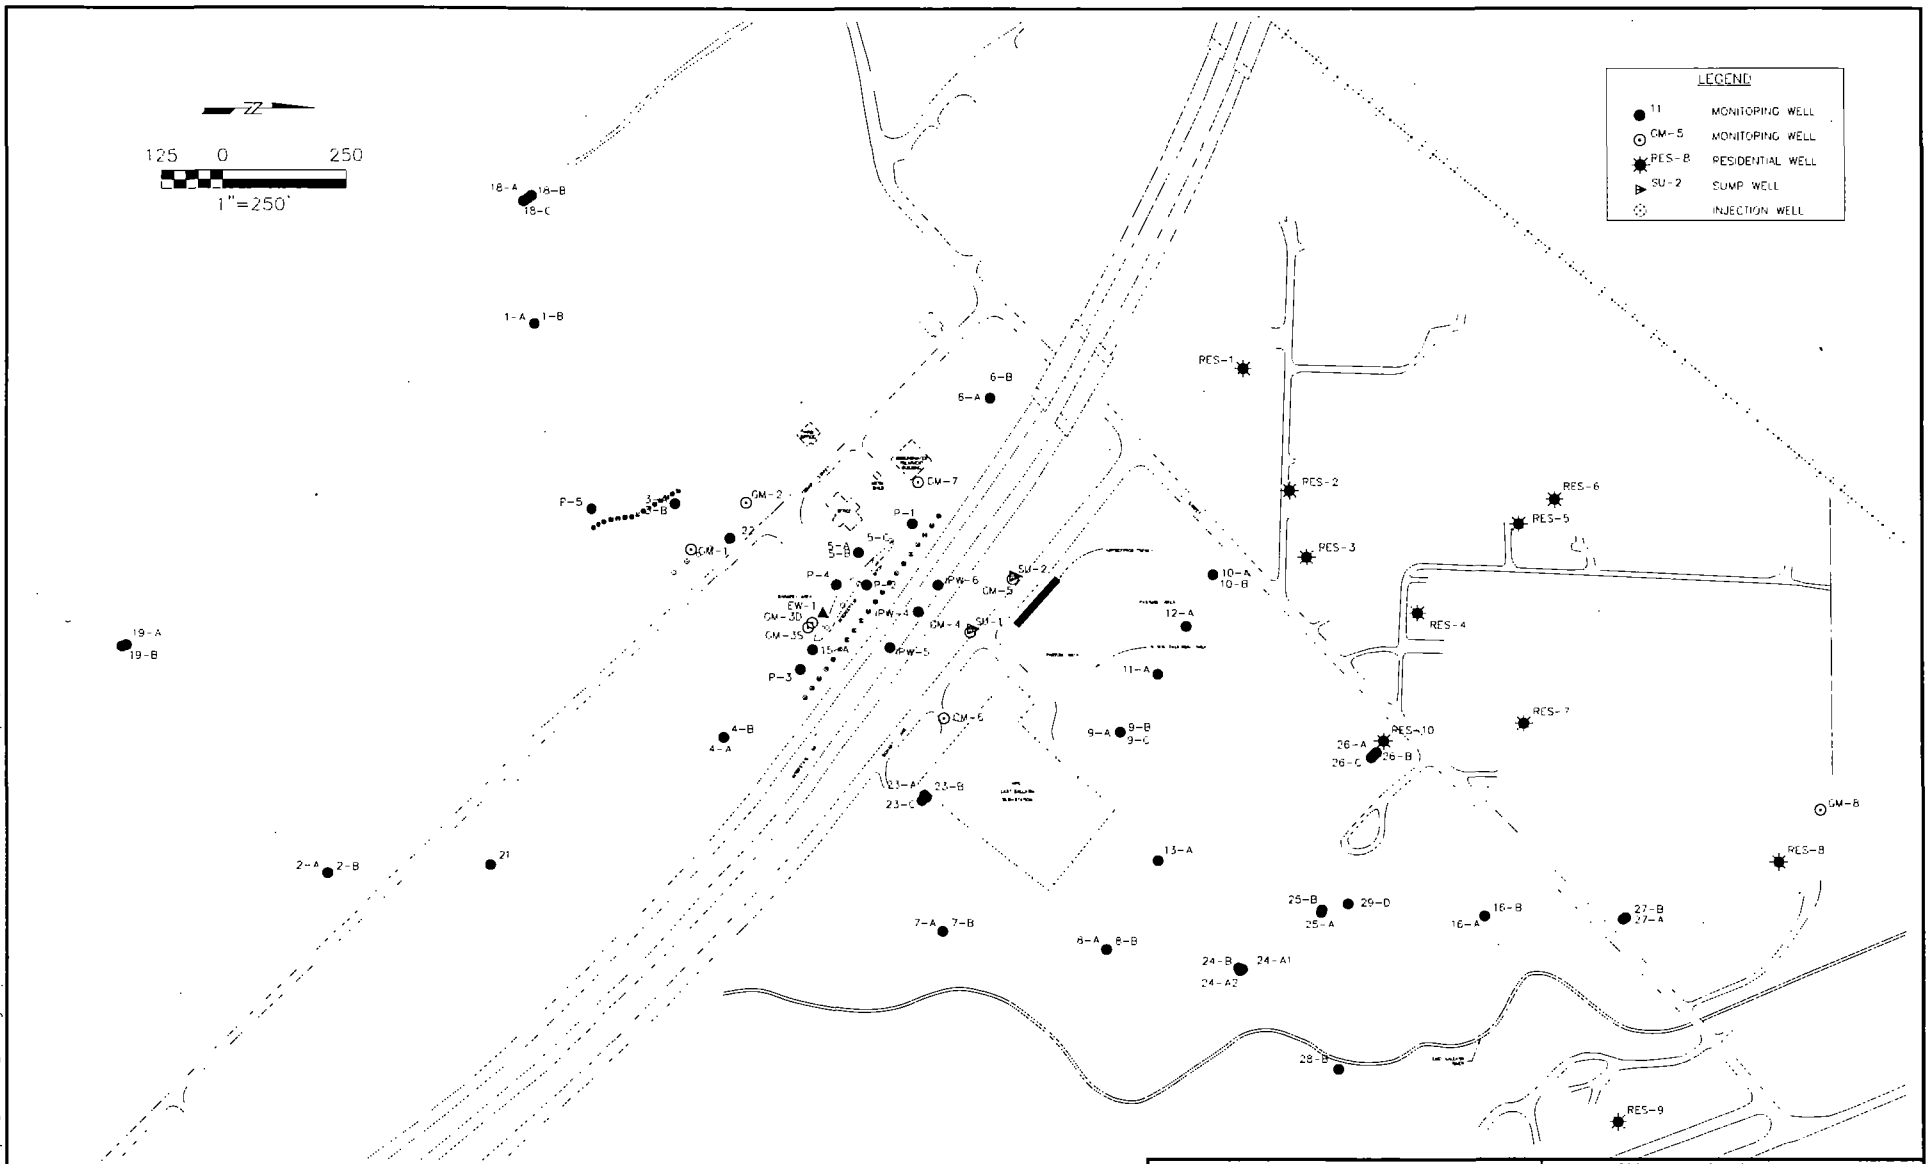 LEGEND
11 MONITORING WELL
GM-5 MONITORING WELL
RES-8 RESIDENTIAL WELL
SU-2 SUMP WELL
INJECTION WELL
N
125 0 250
1"=250'
18-A 18-B
18-C
1-A 1-B
RES-1
6-B
6-A
GM-7
RES-2
RES-6
P-5
3-A
3-B
GM-2
P-1
RES-5
22
GM-1
5-C
5-A
5-B
RES-3
SU-2
GM-5
10-A
10-B
P-4
P-2
PW-6
EW-1
GM-3D
GM-3S
PW-4
GM-4 SU-1
12-A
RES-4
19-A
19-B
15-A
PW-5
P-3
11-A
GM-6
4-B
4-A
9-A
9-B
9-C
RES-7
RES-10
26-A
26-B
26-C
23-A
23-B
23-C
GM-8
2-A 2-B
21
13-A
RES-8
7-A 7-B
25-B
25-A
29-D
16-B
16-A
27-B
27-A
8-A 8-B
24-B 24-A1
24-A2
28-B
RES-9